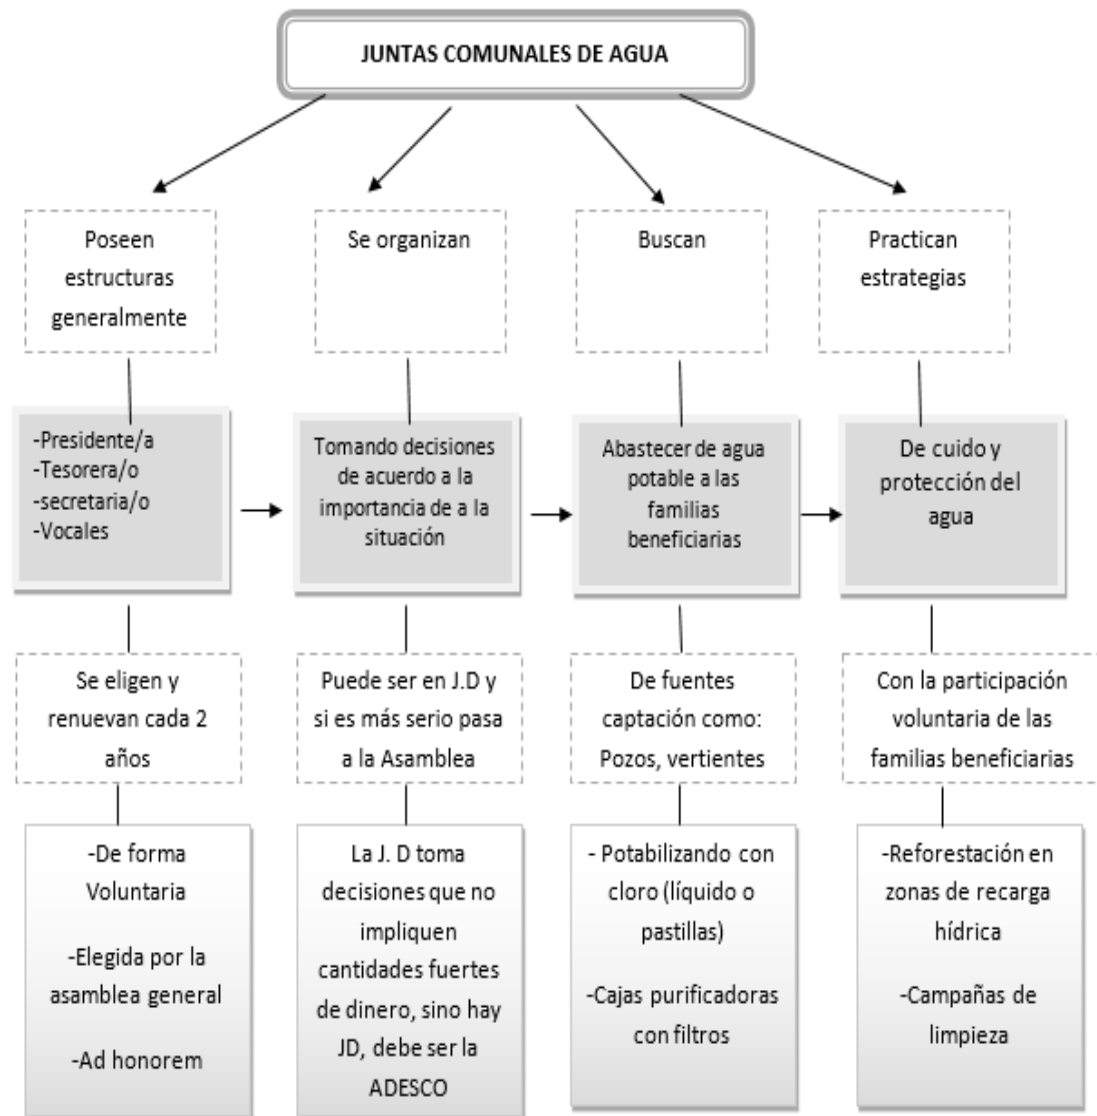 JUNTAS COMUNALES DE AGUA
Poseen
estructuras
generalmente
Se organizan
Buscan
Practican
estrategias
-Presidente/a
-Tesorera/o
-secretaria/o
-Vocales
Tomando decisiones
de acuerdo a la
importancia de a la
situación
Abastecer de agua
potable a las
familias
beneficiarias
De cuido y
protección del
agua
Se eligen y
renuevan cada 2
años
Puede ser en J.D y
si es más serio pasa
a la Asamblea
De fuentes
captación como:
Pozos, vertientes
Con la participación
voluntaria de las
familias beneficiarias
-De forma
Voluntaria
-Elegida por la
asamblea general
-Ad honorem
La J. D toma
decisiones que no
impliquen
cantidades fuertes
de dinero, sino hay
JD, debe ser la
ADESCO
- Potabilizando con
cloro (líquido o
pastillas)
-Cajas purificadoras
con filtros
-Reforestación en
zonas de recarga
hídrica
-Campañas de
limpieza